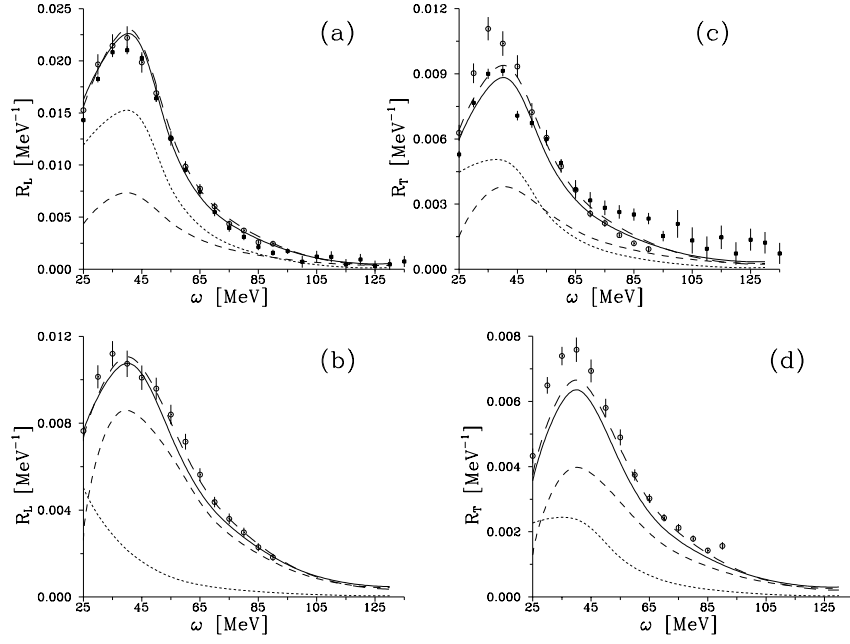 0.025
0.020
0.015
0.010
0.005
0.000
R_L [MeV⁻¹]
(a)
25 45 65 85 105 125
ω [MeV]
0.012
0.009
0.006
0.003
0.000
R_T [MeV⁻¹]
(c)
25 45 65 85 105 125
ω [MeV]
0.012
0.008
0.004
0.000
R_L [MeV⁻¹]
(b)
25 45 65 85 105 125
ω [MeV]
0.008
0.006
0.004
0.002
0.000
R_T [MeV⁻¹]
(d)
25 45 65 85 105 125
ω [MeV]